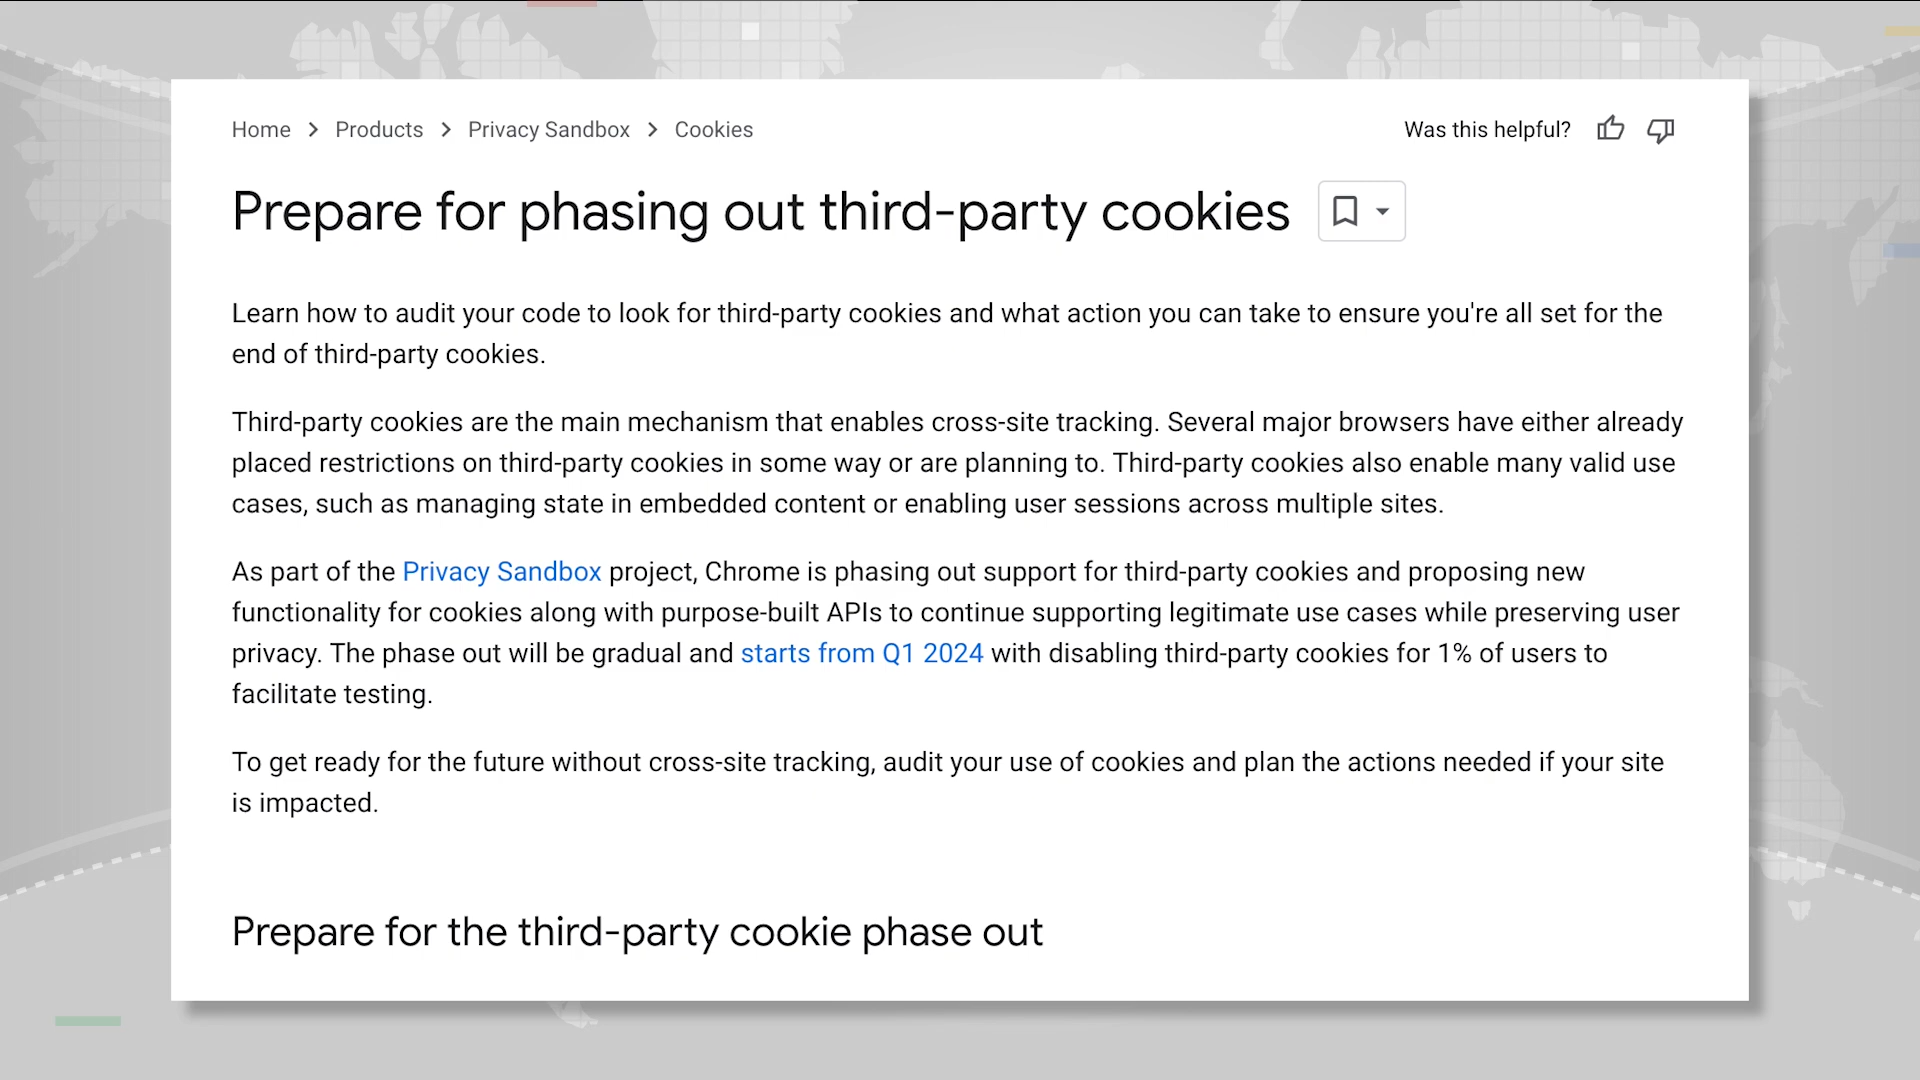 Home > Products > Privacy Sandbox > Cookies
Was this helpful?
Prepare for phasing out third-party cookies
Learn how to audit your code to look for third-party cookies and what action you can take to ensure you're all set for the
end of third-party cookies.
Third-party cookies are the main mechanism that enables cross-site tracking. Several major browsers have either already
placed restrictions on third-party cookies in some way or are planning to. Third-party cookies also enable many valid use
cases, such as managing state in embedded content or enabling user sessions across multiple sites.
As part of the Privacy Sandbox project, Chrome is phasing out support for third-party cookies and proposing new
functionality for cookies along with purpose-built APIs to continue supporting legitimate use cases while preserving user
privacy. The phase out will be gradual and starts from Q1 2024 with disabling third-party cookies for 1% of users to
facilitate testing.
To get ready for the future without cross-site tracking, audit your use of cookies and plan the actions needed if your site
is impacted.
Prepare for the third-party cookie phase out